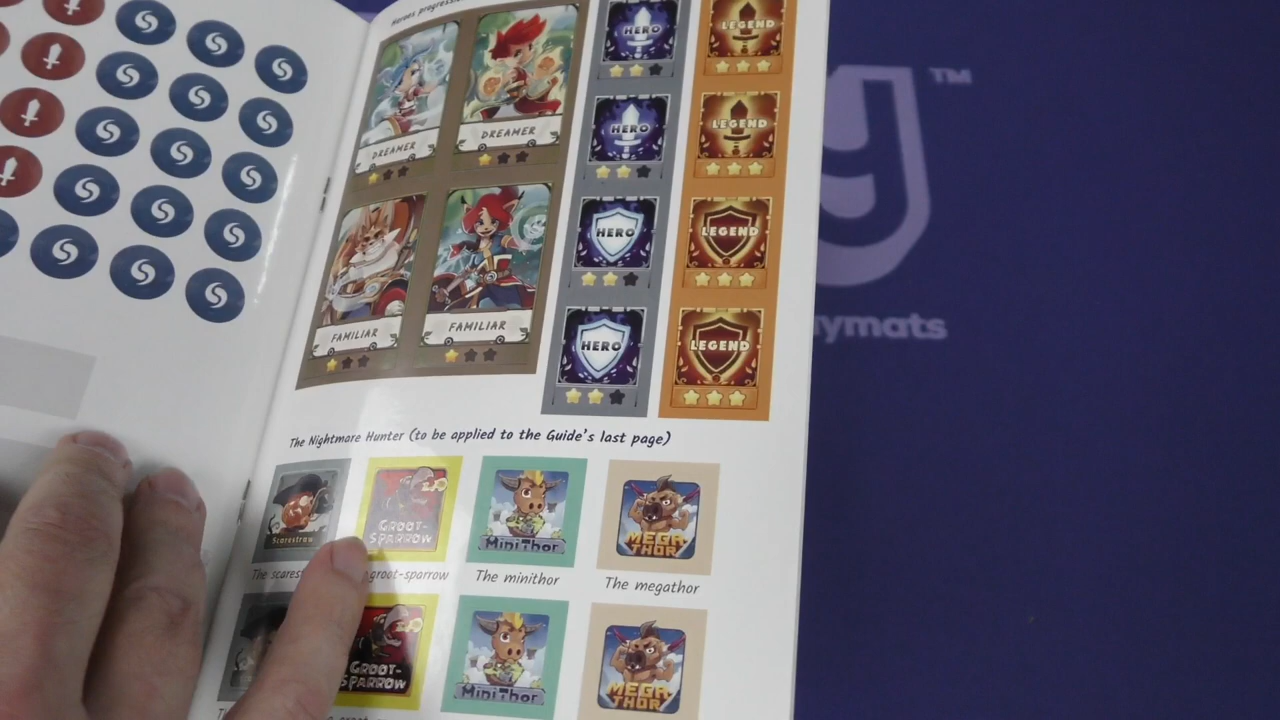 Heroes
HERO
LEGEND
DREAMER
DREAMER
HERO
LEGEND
HERO
LEGEND
FAMILIAR
FAMILIAR
HERO
LEGEND
The Nightmare Hunter (to be applied to the Guide's last page)
Scarestraw
GROOT-
SPARROW
MiniThor
MEGA
THOR
groot-sparrow
The minithor
The megathor
GROOT-
SPARROW
MiniThor
MEGA
THOR
TM